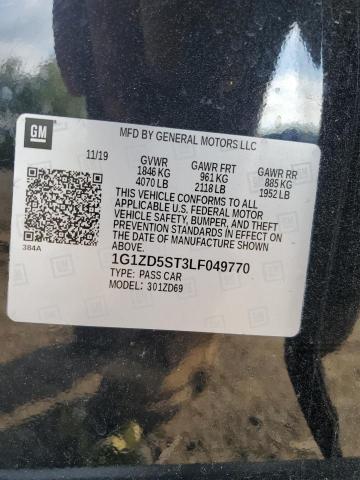 GM
MFD BY GENERAL MOTORS LLC
11/19 GVWR GAWR FRT GAWR RR
1846 KG 961 KG 885 KG
4070 LB 2118 LB 1952 LB
THIS VEHICLE CONFORMS TO ALL
APPLICABLE U.S. FEDERAL MOTOR
VEHICLE SAFETY, BUMPER, AND THEFT
PREVENTION STANDARDS IN EFFECT ON
THE DATE OF MANUFACTURE SHOWN
ABOVE.
384A
1G1ZD5ST3LF049770
TYPE: PASS CAR
MODEL: 301ZD69